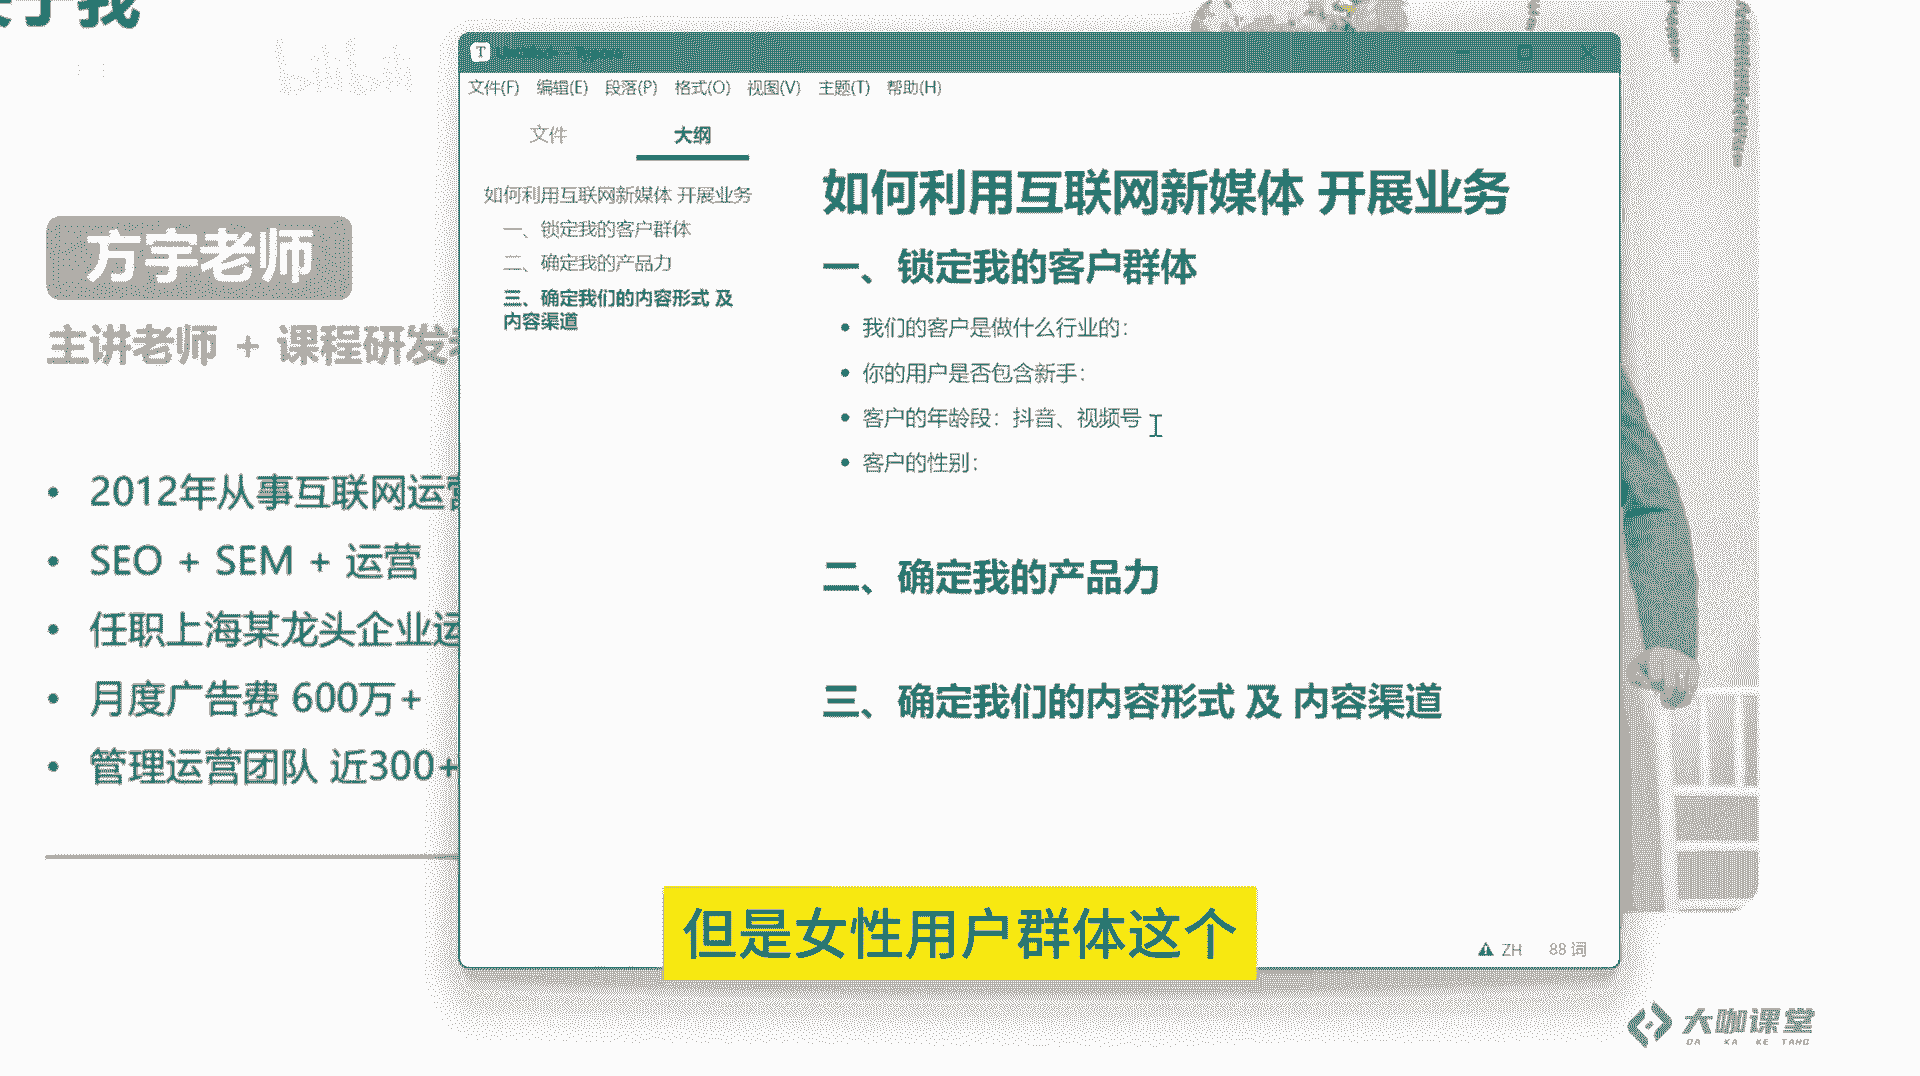 于我
bilibili
方宇老师
主讲老师 + 课程研发
2012年从事互联网运营
SEO + SEM + 运营
任职上海某龙头企业运
月度广告费 600万+
管理运营团队 近300+
文件(F) 编辑(E) 段落(P) 格式(O) 视图(V) 主题(T) 帮助(H)
文件 大纲
如何利用互联网新媒体 开展业务
一、锁定我的客户群体
二、确定我的产品力
三、确定我们的内容形式 及
内容渠道
如何利用互联网新媒体 开展业务
一、锁定我的客户群体
我们的客户是做什么行业的：
你的用户是否包含新手：
客户的年龄段：抖音、视频号
客户的性别：
二、确定我的产品力
三、确定我们的内容形式 及 内容渠道
ZH 88 词
但是女性用户群体这个
大咖课堂
DA KA KE TANG